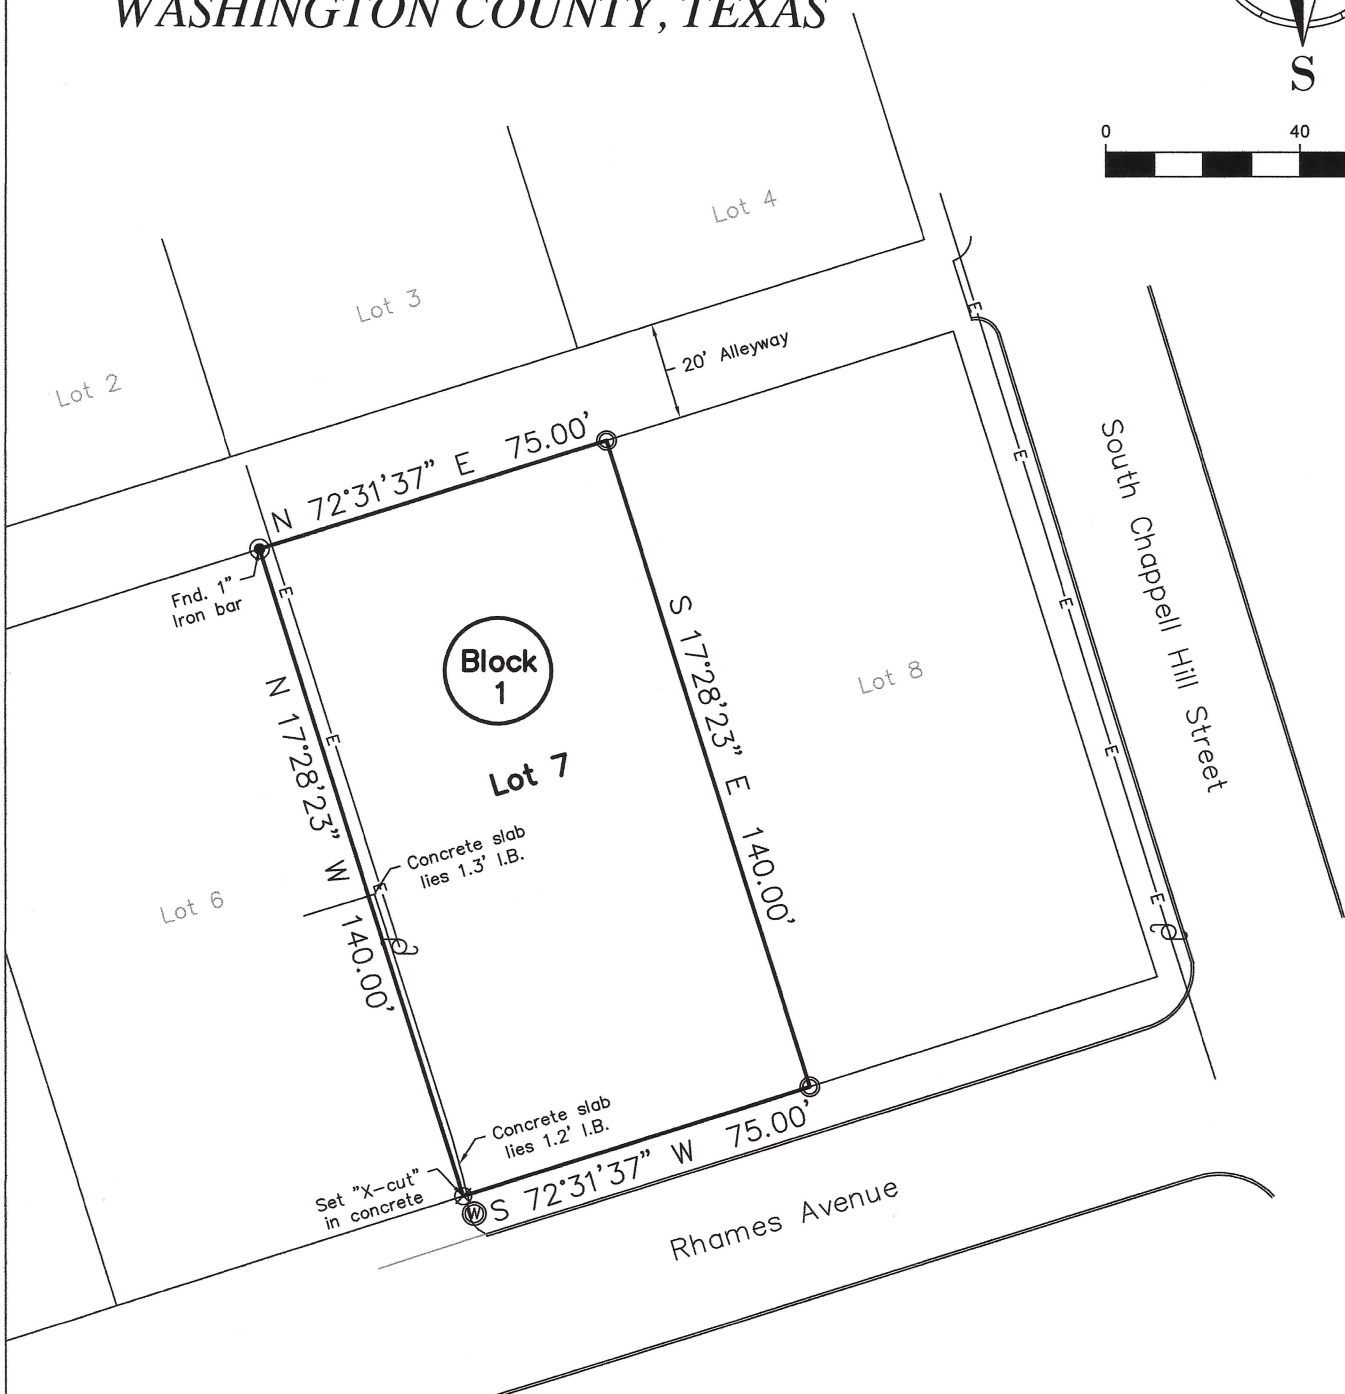 WASHINGTON COUNTY, TEXAS
S
0 40
Lot 4
Lot 3
Lot 2
20' Alleyway
N 72°31'37" E 75.00'
Fnd. 1"
Iron bar
E
E
E
E
E
E
E
E
E
South Chappell Hill Street
Block
1
Lot 7
Lot 8
Lot 6
S 17°28'23" E 140.00'
N 17°28'23" W 140.00'
Concrete slab
lies 1.3' I.B.
Concrete slab
lies 1.2' I.B.
Set "X-cut"
in concrete
W
S 72°31'37" W 75.00'
Rhames Avenue